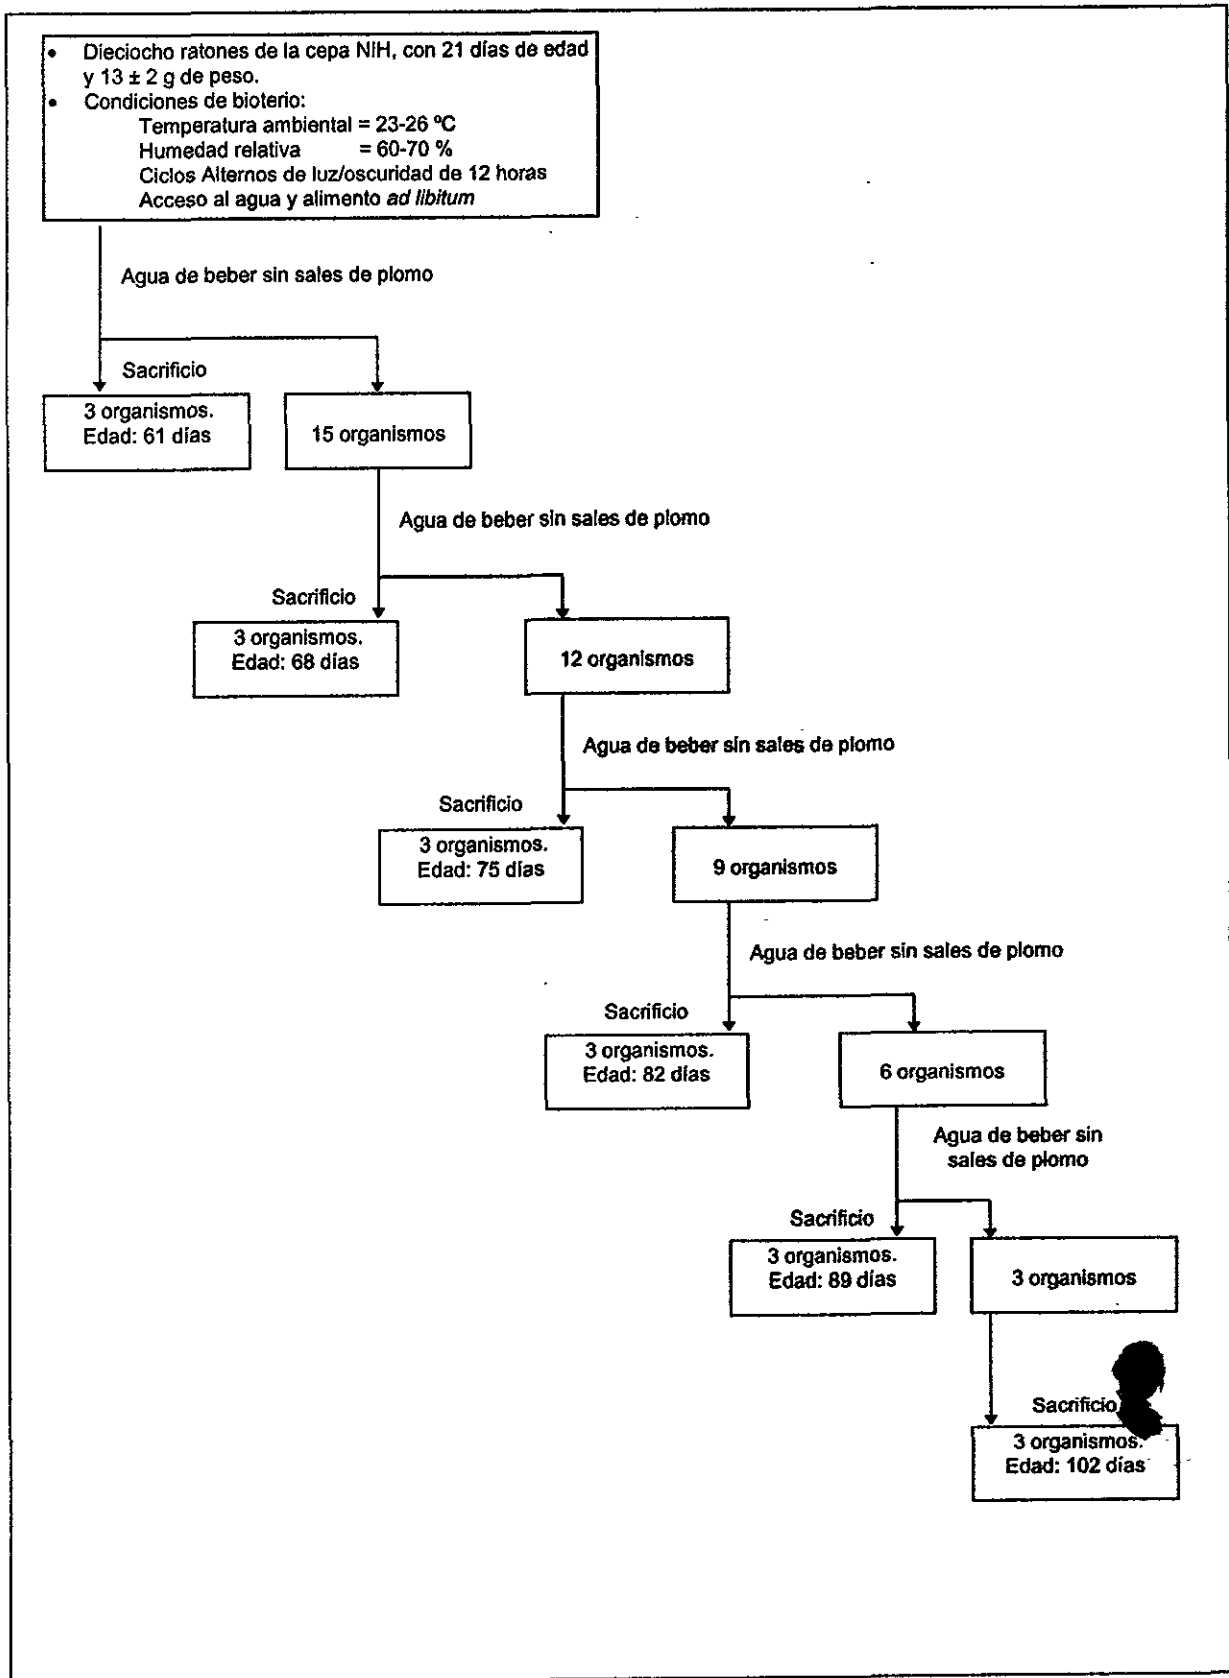 • Dieciocho ratones de la cepa NIH, con 21 días de edad
y 13 ± 2 g de peso.
• Condiciones de bioterio:
Temperatura ambiental = 23-26 ºC
Humedad relativa = 60-70 %
Ciclos Alternos de luz/oscuridad de 12 horas
Acceso al agua y alimento ad libitum
Agua de beber sin sales de plomo
Sacrificio
3 organismos.
Edad: 61 días
15 organismos
Agua de beber sin sales de plomo
Sacrificio
3 organismos.
Edad: 68 días
12 organismos
Agua de beber sin sales de plomo
Sacrificio
3 organismos.
Edad: 75 días
9 organismos
Agua de beber sin sales de plomo
Sacrificio
3 organismos.
Edad: 82 días
6 organismos
Agua de beber sin
sales de plomo
Sacrificio
3 organismos.
Edad: 89 días
3 organismos
Sacrificio
3 organismos.
Edad: 102 días